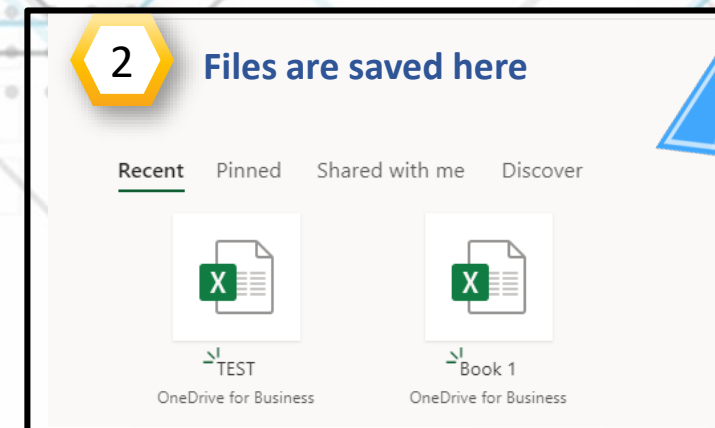 2 Files are saved here
Recent Pinned Shared with me Discover
X X
TEST Book 1
OneDrive for Business OneDrive for Business